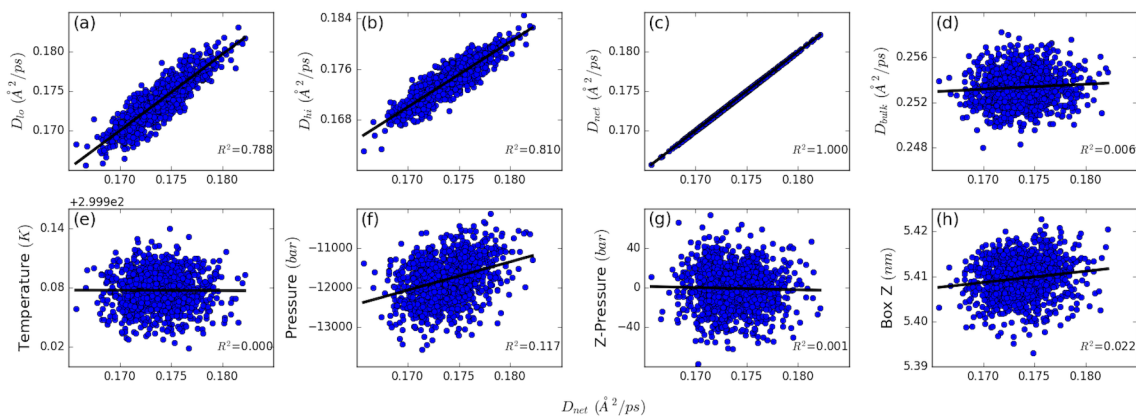 (a) (b) (c) (d)
D_lo (Å²/ps) D_hi (Å²/ps) D_net (Å²/ps) D_bulk (Å²/ps)
0.180 0.184 0.180 0.256
0.175 0.176 0.175 0.252
0.170 0.168 0.170 0.248
R²=0.788 R²=0.810 R²=1.000 R²=0.006
0.170 0.175 0.180 0.170 0.175 0.180 0.170 0.175 0.180 0.170 0.175 0.180
+2.999e2
(e) (f) (g) (h)
Temperature (K) Pressure (bar) Z-Pressure (bar) Box Z (nm)
0.14 −11000 40 5.42
0.08 −12000 0 5.41
0.02 −13000 −40 5.40
5.39
R²=0.000 R²=0.117 R²=0.001 R²=0.022
0.170 0.175 0.180 0.170 0.175 0.180 0.170 0.175 0.180 0.170 0.175 0.180
D_net (Å²/ps)